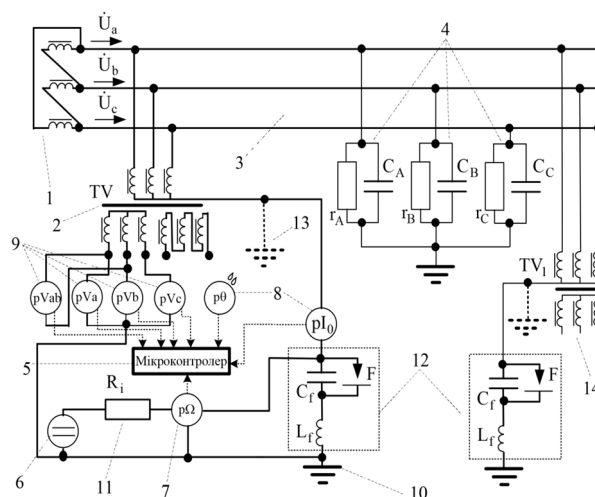 U̇a
U̇b
U̇c
4
3
1
TV
2
13
rA
CA
rB
CB
rC
CC
TV1
9
pVab
pVa
pVb
pVc
pθ
8
pI0
5
Мікроконтролер
12
F
Cf
Lf
F
Cf
Lf
14
Ri
pΩ
6
11
7
10